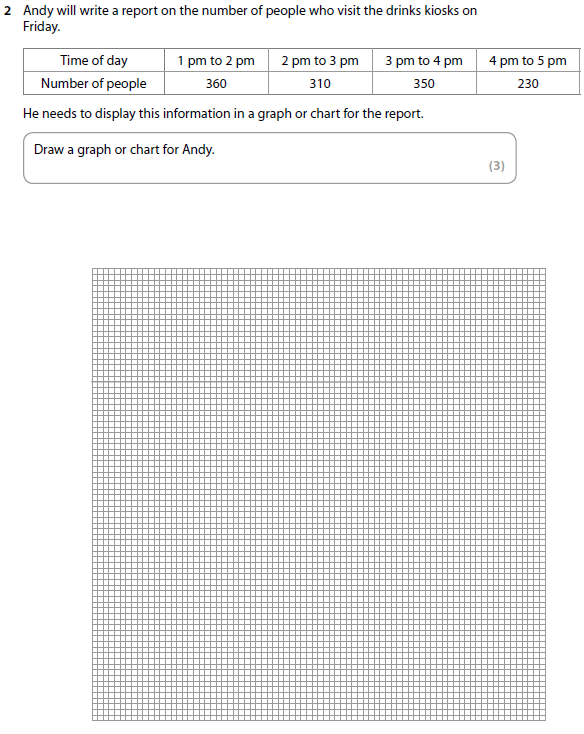 2 Andy will write a report on the number of people who visit the drinks kiosks on
Friday.
Time of day 1 pm to 2 pm 2 pm to 3 pm 3 pm to 4 pm 4 pm to 5 pm
Number of people 360 310 350 230
He needs to display this information in a graph or chart for the report.
Draw a graph or chart for Andy.
(3)